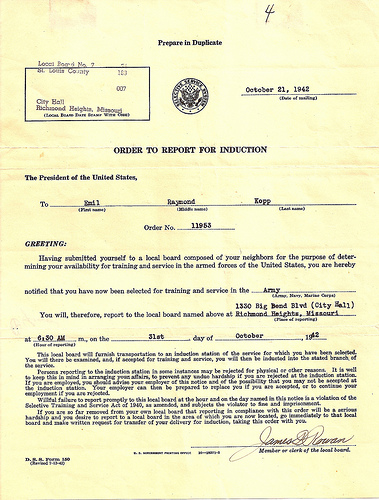 4
Prepare in Duplicate
Local Board No. 7
St. Louis County 183
007
City Hall
Richmond Heights, Missouri
(LOCAL BOARD DATE STAMP WITH CODE)
October 21, 1942
(Date of mailing)
ORDER TO REPORT FOR INDUCTION
The President of the United States,
To Emil Raymond Kopp
(First name) (Middle name) (Last name)
Order No. 11953
GREETING:
Having submitted yourself to a local board composed of your neighbors for the purpose of deter-
mining your availability for training and service in the armed forces of the United States, you are hereby
notified that you have now been selected for training and service in the Army
(Army, Navy, Marine Corps)
1330 Big Bend Blvd (City Hall)
You will, therefore, report to the local board named above at Richmond Heights, Missouri
(Place of reporting)
at 6:30 AM m., on the 31st day of October, 1942
(Hour of reporting)
This local board will furnish transportation to an induction station of the service for which you have been selected.
You will there be examined, and, if accepted for training and service, you will then be inducted into the stated branch of
the service.
Persons reporting to the induction station in some instances may be rejected for physical or other reasons. It is well
to keep this in mind in arranging your affairs, to prevent any undue hardship if you are rejected at the induction station.
If you are employed, you should advise your employer of this notice and of the possibility that you may not be accepted at
the induction station. Your employer can then be prepared to replace you if you are accepted, or to continue your
employment if you are rejected.
Willful failure to report promptly to this local board at the hour and on the day named in this notice is a violation of the
Selective Training and Service Act of 1940, as amended, and subjects the violator to fine and imprisonment.
If you are so far removed from your own local board that reporting in compliance with this order will be a serious
hardship and you desire to report to a local board in the area of which you are now located, go immediately to that local
board and make written request for transfer of your delivery for induction, taking this order with you.
James B. Rowan
Member or clerk of the local board.
U. S. GOVERNMENT PRINTING OFFICE
D. S. S. Form 150